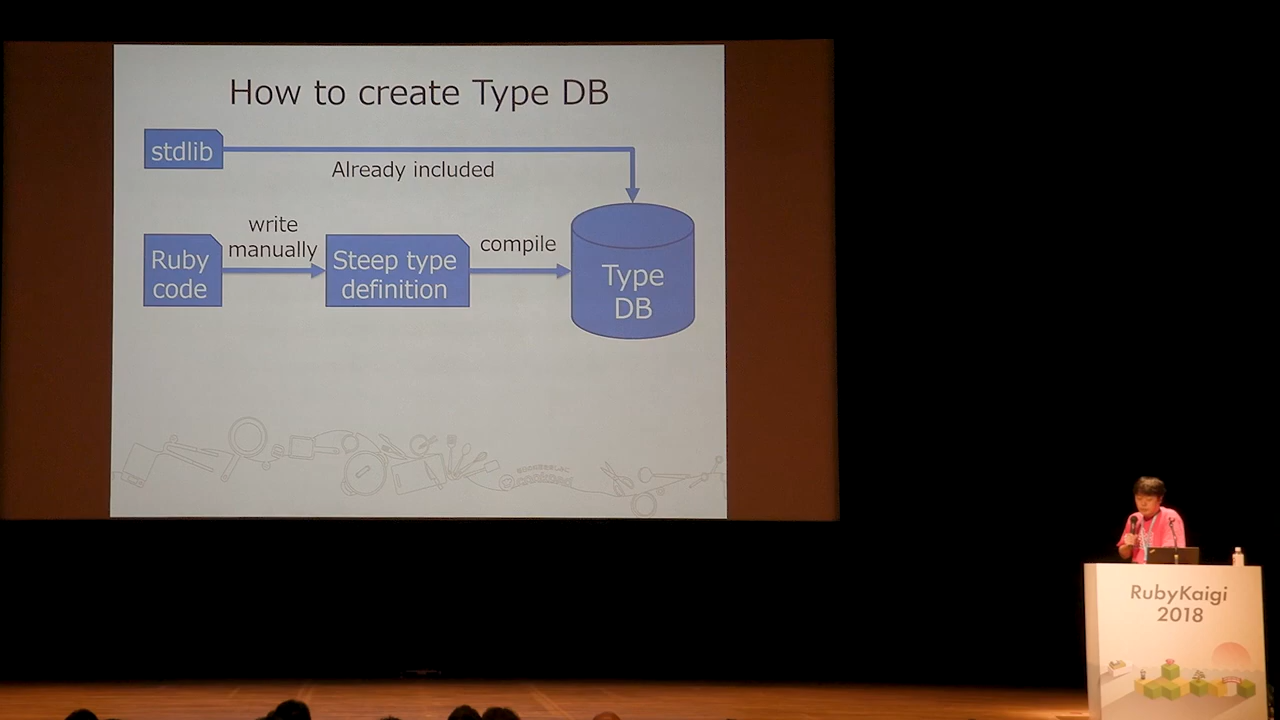 How to create Type DB
stdlib
Already included
write
manually
compile
Ruby
code
Steep type
definition
Type
DB
cookpad
RubyKaigi
2018